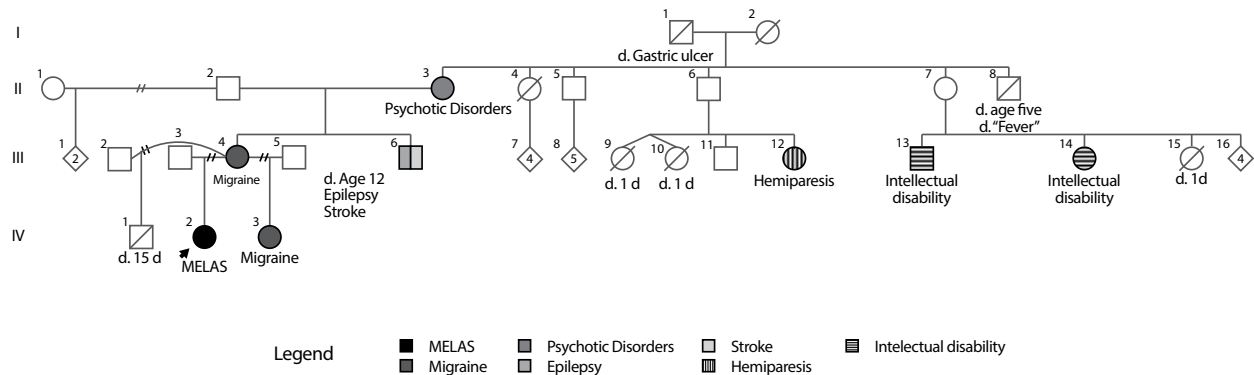 I
1
2
d. Gastric ulcer
II
1
2
3
4
5
6
7
8
Psychotic Disorders
d. age five
d."Fever"
III
1
2
2
3
4
5
6
7
4
8
5
9
10
11
12
13
14
15
16
4
Migraine
d. Age 12
Epilepsy
Stroke
d. 1 d
d. 1 d
Hemiparesis
Intellectual
disability
Intellectual
disability
d. 1d
IV
1
2
3
d. 15 d
MELAS
Migraine
Legend
MELAS
Psychotic Disorders
Stroke
Intelectual disability
Migraine
Epilepsy
Hemiparesis